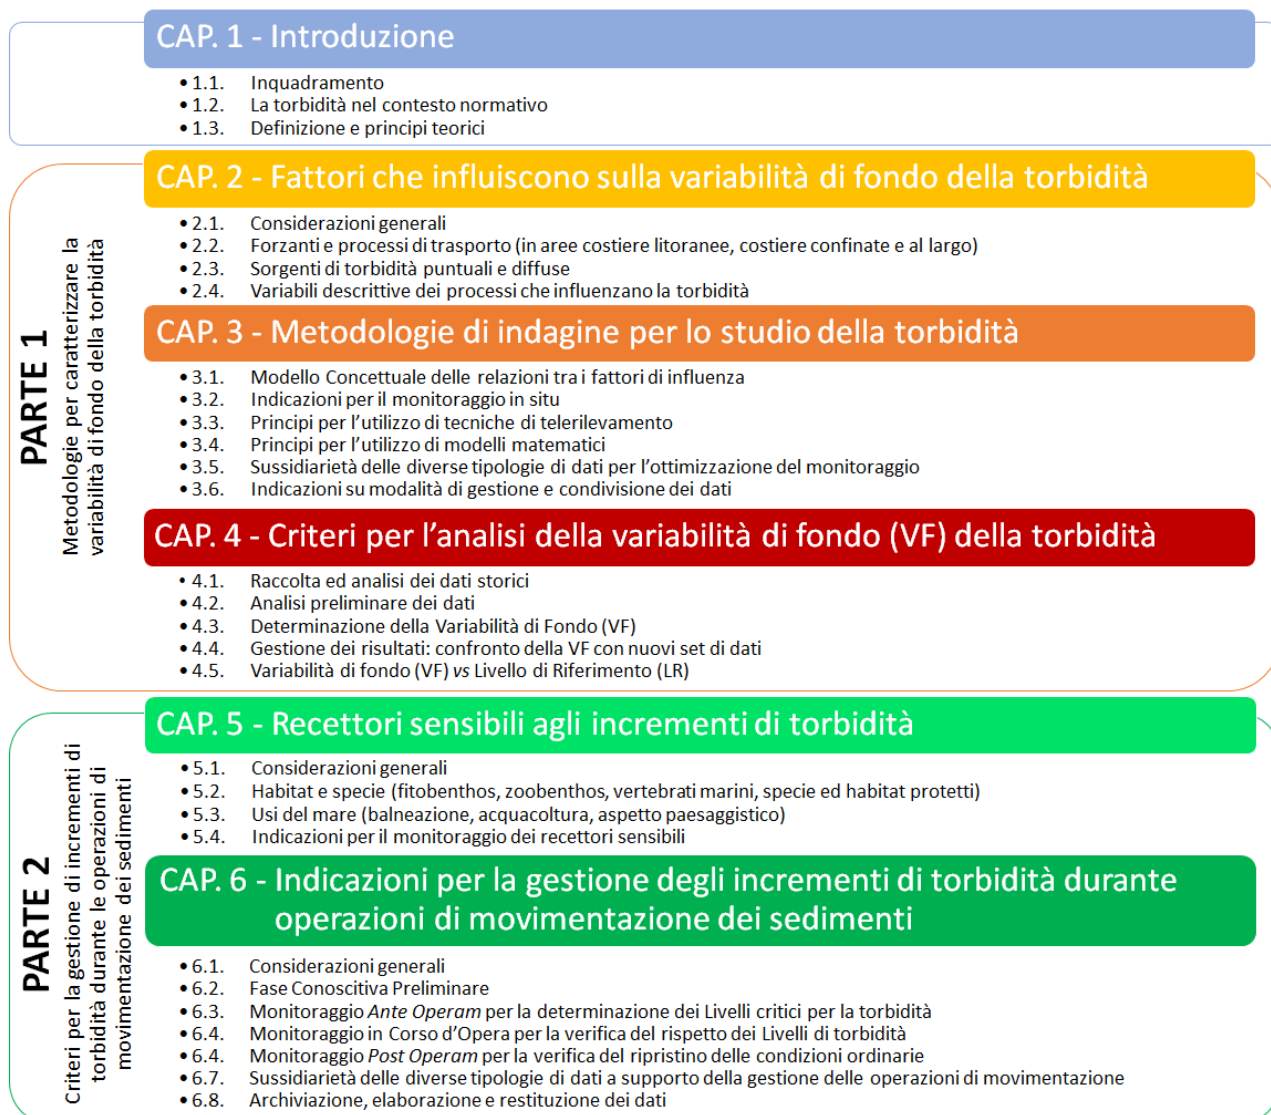 CAP. 1 - Introduzione
• 1.1. Inquadramento
• 1.2. La torbidità nel contesto normativo
• 1.3. Definizione e principi teorici
PARTE 1
Metodologie per caratterizzare la
variabilità di fondo della torbidità
CAP. 2 - Fattori che influiscono sulla variabilità di fondo della torbidità
• 2.1. Considerazioni generali
• 2.2. Forzanti e processi di trasporto (in aree costiere litoranee, costiere confinate e al largo)
• 2.3. Sorgenti di torbidità puntuali e diffuse
• 2.4. Variabili descrittive dei processi che influenzano la torbidità
CAP. 3 - Metodologie di indagine per lo studio della torbidità
• 3.1. Modello Concettuale delle relazioni tra i fattori di influenza
• 3.2. Indicazioni per il monitoraggio in situ
• 3.3. Principi per l'utilizzo di tecniche di telerilevamento
• 3.4. Principi per l'utilizzo di modelli matematici
• 3.5. Sussidiarietà delle diverse tipologie di dati per l'ottimizzazione del monitoraggio
• 3.6. Indicazioni su modalità di gestione e condivisione dei dati
CAP. 4 - Criteri per l'analisi della variabilità di fondo (VF) della torbidità
• 4.1. Raccolta ed analisi dei dati storici
• 4.2. Analisi preliminare dei dati
• 4.3. Determinazione della Variabilità di Fondo (VF)
• 4.4. Gestione dei risultati: confronto della VF con nuovi set di dati
• 4.5. Variabilità di fondo (VF) vs Livello di Riferimento (LR)
PARTE 2
Criteri per la gestione di incrementi di
torbidità durante le operazioni di
movimentazione dei sedimenti
CAP. 5 - Recettori sensibili agli incrementi di torbidità
• 5.1. Considerazioni generali
• 5.2. Habitat e specie (fitobenthos, zoobenthos, vertebrati marini, specie ed habitat protetti)
• 5.3. Usi del mare (balneazione, acquacoltura, aspetto paesaggistico)
• 5.4. Indicazioni per il monitoraggio dei recettori sensibili
CAP. 6 - Indicazioni per la gestione degli incrementi di torbidità durante
operazioni di movimentazione dei sedimenti
• 6.1. Considerazioni generali
• 6.2. Fase Conoscitiva Preliminare
• 6.3. Monitoraggio Ante Operam per la determinazione dei Livelli critici per la torbidità
• 6.4. Monitoraggio in Corso d'Opera per la verifica del rispetto dei Livelli di torbidità
• 6.4. Monitoraggio Post Operam per la verifica del ripristino delle condizioni ordinarie
• 6.7. Sussidiarietà delle diverse tipologie di dati a supporto della gestione delle operazioni di movimentazione
• 6.8. Archiviazione, elaborazione e restituzione dei dati